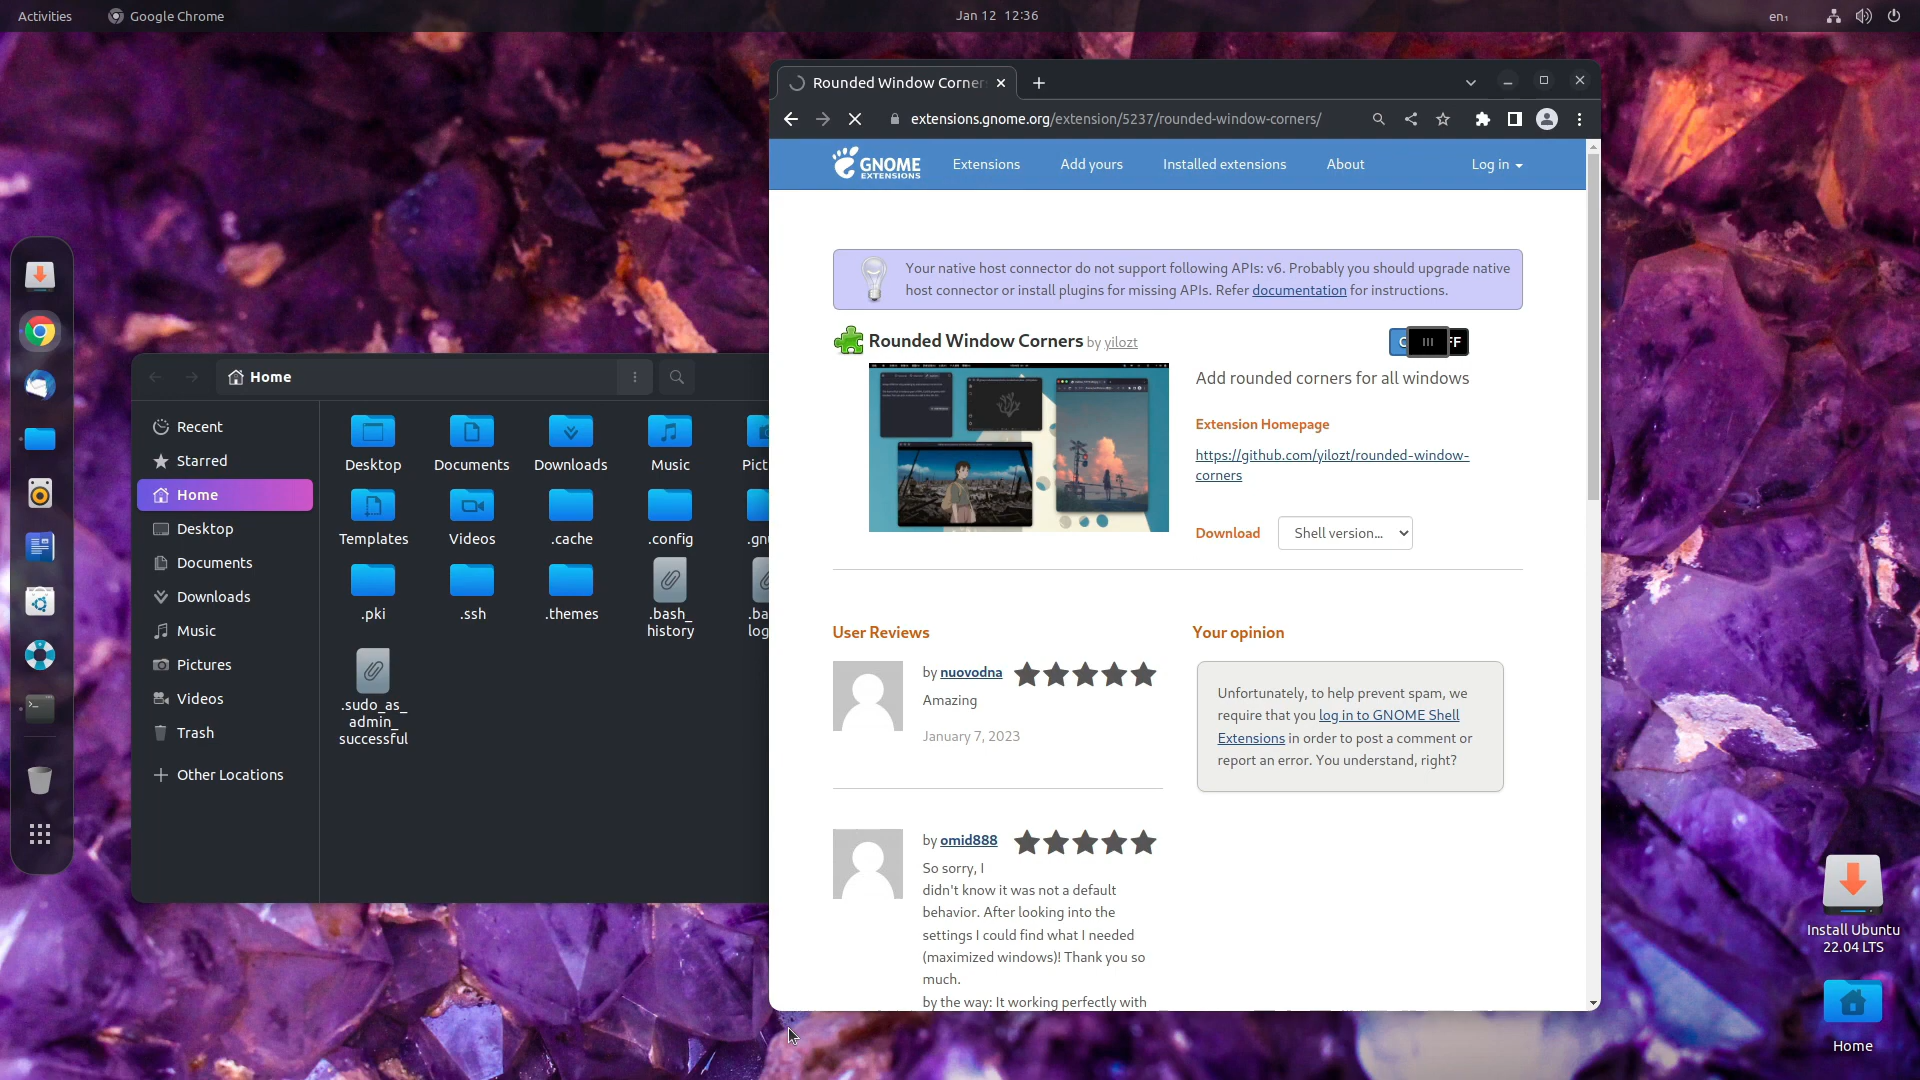 Activities
Google Chrome
Jan 12 12:36
en₁
Rounded Window Corner
extensions.gnome.org/extension/5237/rounded-window-corners/
GNOME
EXTENSIONS
Extensions
Add yours
Installed extensions
About
Log in
Your native host connector do not support following APIs: v6. Probably you should upgrade native
host connector or install plugins for missing APIs. Refer documentation for instructions.
Rounded Window Corners by yilozt
Add rounded corners for all windows
Extension Homepage
https://github.com/yilozt/rounded-window-
corners
Download
Shell version...
User Reviews
by nuovodna
Amazing
January 7, 2023
by omid888
So sorry, I
didn't know it was not a default
behavior. After looking into the
settings I could find what I needed
(maximized windows)! Thank you so
much.
by the way: It working perfectly with
Your opinion
Unfortunately, to help prevent spam, we
require that you log in to GNOME Shell
Extensions in order to post a comment or
report an error. You understand, right?
Home
Recent
Starred
Home
Desktop
Documents
Downloads
Music
Pictures
Videos
Trash
Other Locations
Desktop
Documents
Downloads
Music
Pict
Templates
Videos
.cache
.config
.gnu
.pki
.ssh
.themes
.bash_
history
.ba
log
.sudo_as_
admin_
successful
Install Ubuntu
22.04 LTS
Home